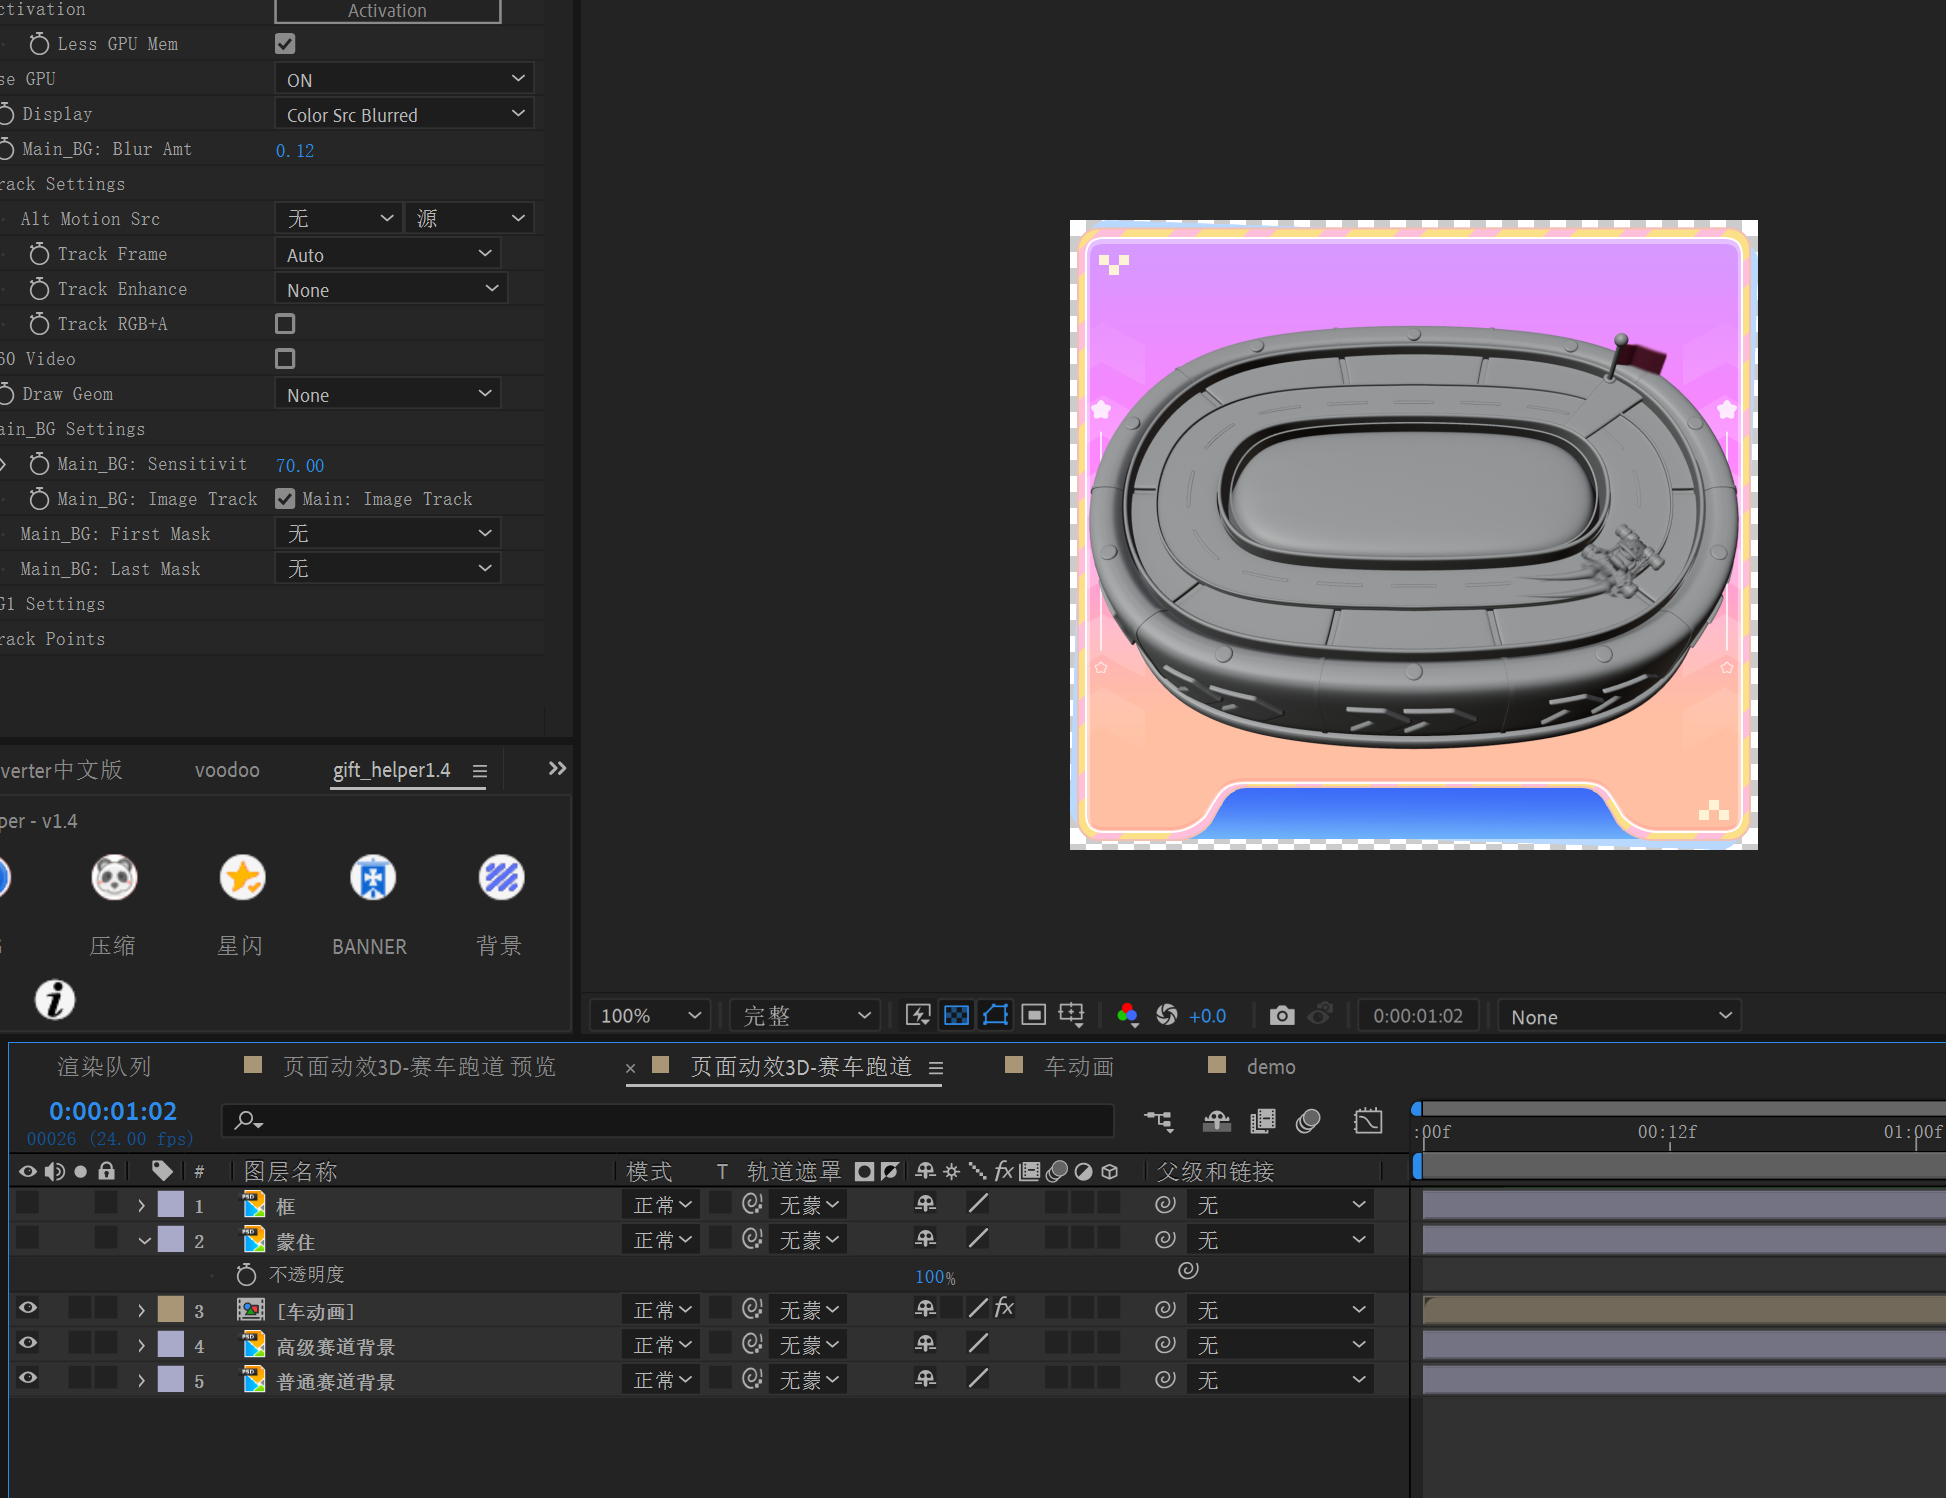 ctivation
Activation
Less GPU Mem
se GPU
ON
Display
Color Src Blurred
Main_BG: Blur Amt
0.12
rack Settings
Alt Motion Src
无
源
Track Frame
Auto
Track Enhance
None
Track RGB+A
60 Video
Draw Geom
None
ain_BG Settings
Main_BG: Sensitivit
70.00
Main_BG: Image Track
Main: Image Track
Main_BG: First Mask
无
Main_BG: Last Mask
无
G1 Settings
rack Points
verter中文版
voodoo
gift_helper1.4
per - v1.4
压缩
星闪
BANNER
背景
100%
完整
+0.0
0:00:01:02
None
渲染队列
页面动效3D-赛车跑道 预览
× 页面动效3D-赛车跑道
车动画
demo
0:00:01:02
00026 (24.00 fps)
:00f
00:12f
01:00f
#
图层名称
模式
T
轨道遮罩
fx
父级和链接
1
框
正常
无蒙
无
2
蒙住
正常
无蒙
无
不透明度
100%
3
[车动画]
正常
无蒙
fx
无
4
高级赛道背景
正常
无蒙
无
5
普通赛道背景
正常
无蒙
无